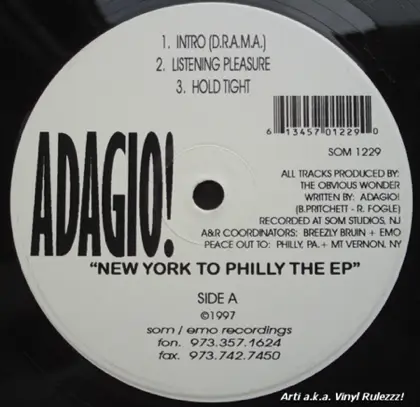 1. INTRO (D.R.A.M.A.)
2. LISTENING PLEASURE
3. HOLD TIGHT
6 13457 01229 0
SOM 1229
ADAGIO!
ALL TRACKS PRODUCED BY:
THE OBVIOUS WONDER
WRITTEN BY: ADAGIO!
(B.PRITCHETT - R. FOGLE)
RECORDED AT SOM STUDIOS, NJ
A&R COORDINATORS: BREEZLY BRUIN + EMO
PEACE OUT TO: PHILLY, PA.+ MT VERNON, NY
"NEW YORK TO PHILLY THE EP"
SIDE A
©1997
som / emo recordings
fon. 973.357.1624
fax. 973.742.7450
Arti a.k.a. Vinyl Rulezzz!